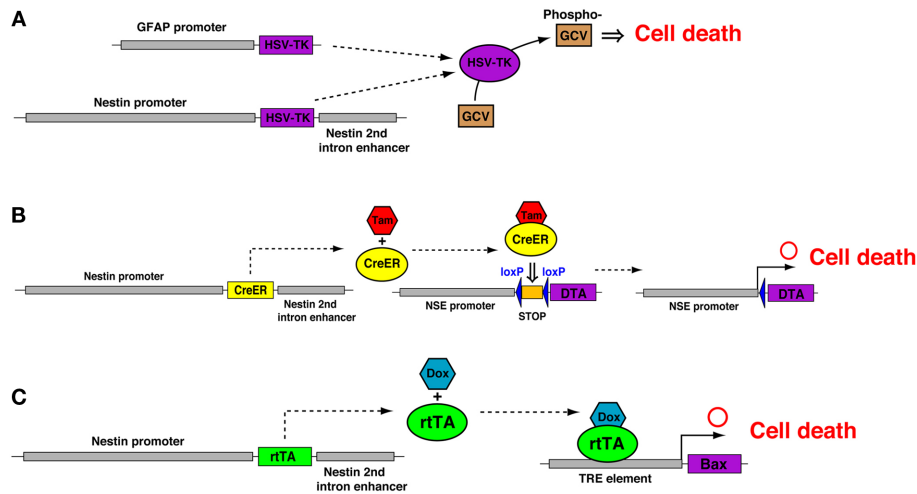 A
GFAP promoter
HSV-TK
Nestin promoter
HSV-TK
Nestin 2nd
intron enhancer
HSV-TK
GCV
Phospho-
GCV
⇒ Cell death
B
Nestin promoter
CreER
Nestin 2nd
intron enhancer
Tam
+
CreER
Tam
CreER
loxP
loxP
NSE promoter
STOP
DTA
NSE promoter
DTA
Cell death
C
Nestin promoter
rtTA
Nestin 2nd
intron enhancer
Dox
+
rtTA
Dox
rtTA
TRE element
Bax
Cell death